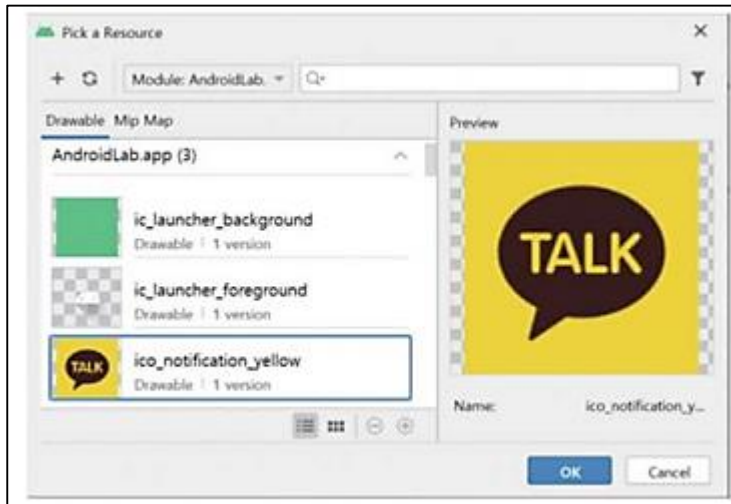 Pick a Resource
Module: AndroidLab.
Drawable Mip Map
Preview
AndroidLab.app (3)
ic_launcher_background
Drawable | 1 version
ic_launcher_foreground
Drawable | 1 version
TALK
ico_notification_yellow
Drawable | 1 version
TALK
Name: ico_notification_y...
OK Cancel